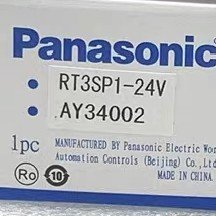 Panasonic
• RT3SP1-24V
• AY34002
1pc
MANUFACTURED BY Panasonic Electric
Automation Controls (Beijing) Co., Ltd
MADE IN CHINA
Ro 10